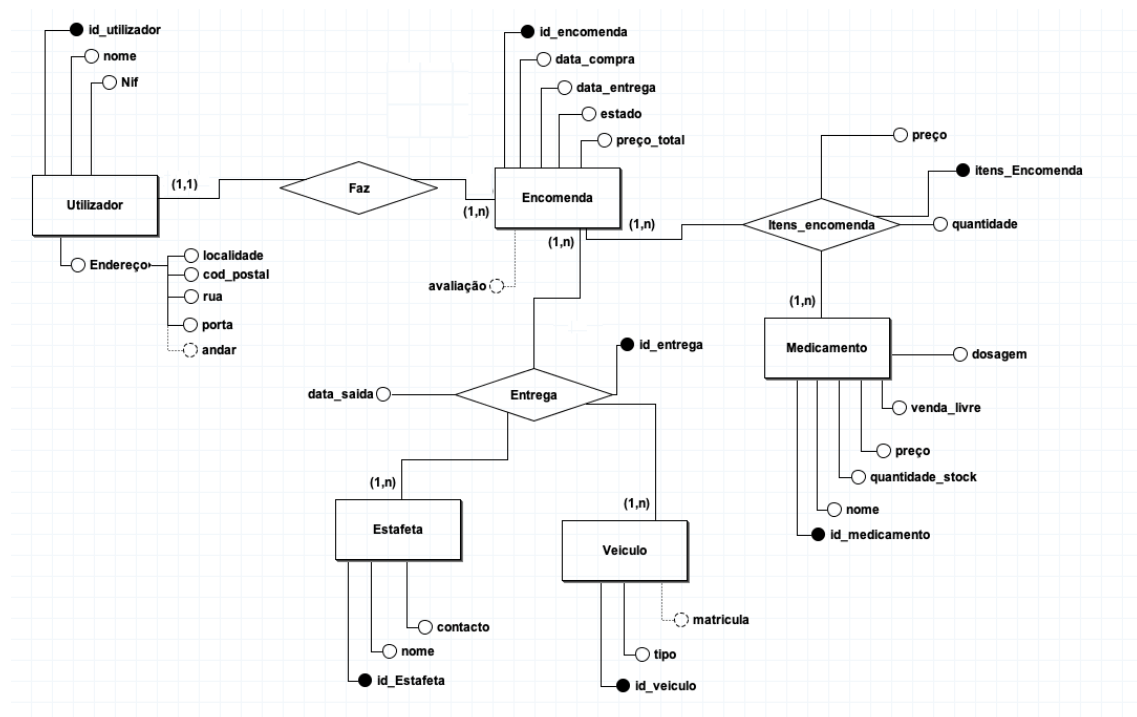 id_utilizador
nome
Nif
Utilizador
(1,1)
Faz
(1,n)
Endereço
localidade
cod_postal
rua
porta
andar
id_encomenda
data_compra
data_entrega
estado
preço_total
Encomenda
(1,n)
(1,n)
avaliação
preço
itens_Encomenda
Itens_encomenda
quantidade
(1,n)
Medicamento
dosagem
venda_livre
preço
quantidade_stock
nome
id_medicamento
id_entrega
data_saida
Entrega
(1,n)
Estafeta
contacto
nome
id_Estafeta
(1,n)
Veiculo
matricula
tipo
id_veiculo